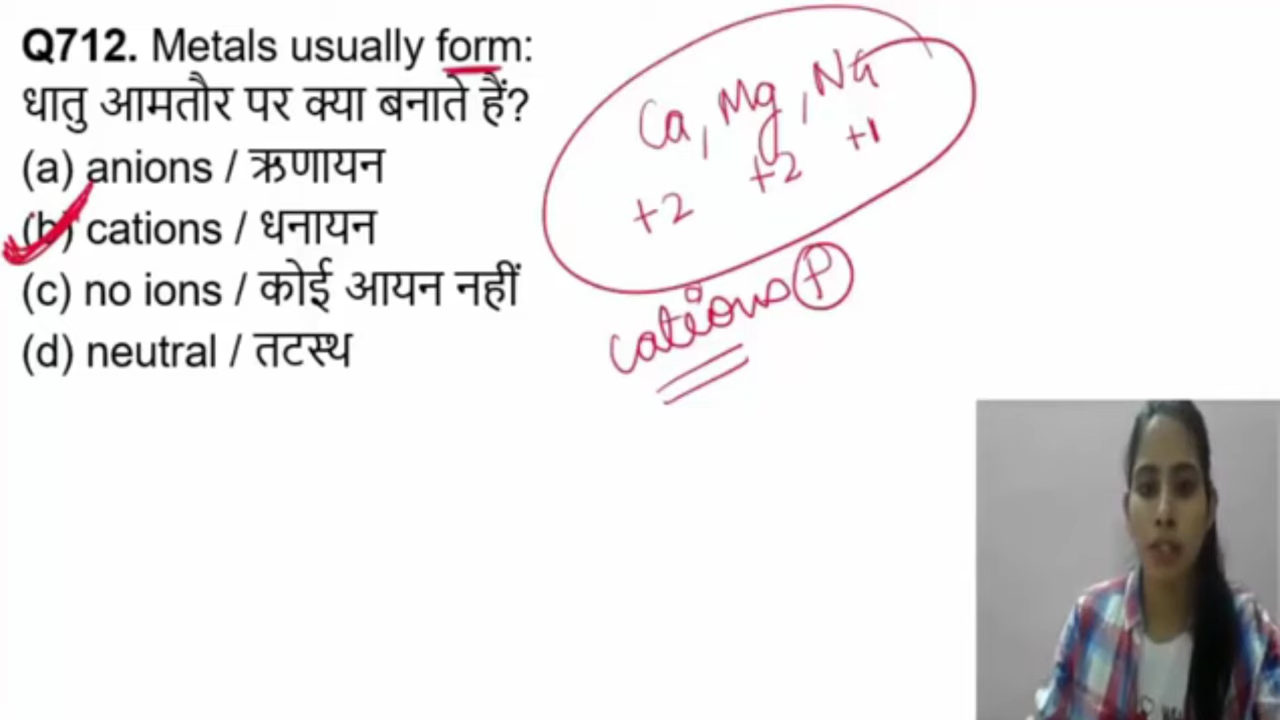 Q712. Metals usually form:
धातु आमतौर पर क्या बनाते हैं?
(a) anions / ऋणायन
(b) cations / धनायन
(c) no ions / कोई आयन नहीं
(d) neutral / तटस्थ
Ca, Mg, Na
+2 +2 +1
cations P